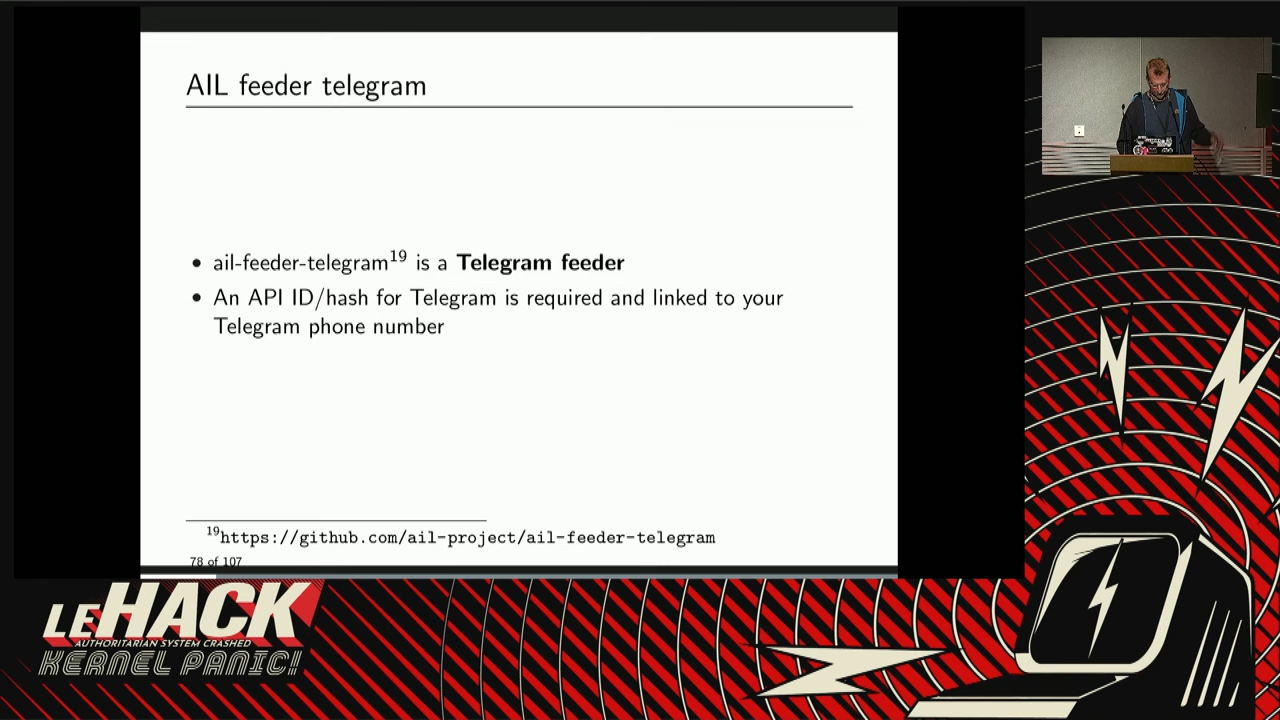 AIL feeder telegram
• ail-feeder-telegram19 is a Telegram feeder
• An API ID/hash for Telegram is required and linked to your
Telegram phone number
19https://github.com/ail-project/ail-feeder-telegram
78 of 107
LEHACK
AUTHORITARIAN SYSTEM CRASHED
KERNEL PANIC!